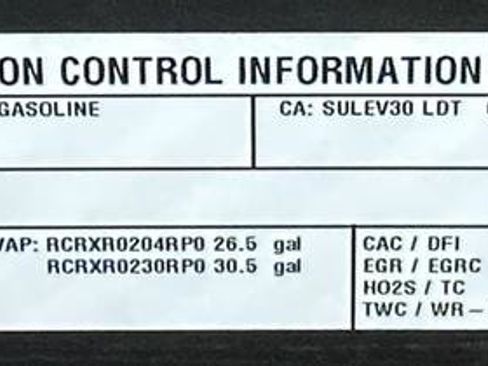 ON CONTROL INFORMATION
GASOLINE
CA: SULEV30 LDT
VAP: RCRXR0204RP0 26.5 gal
RCRXR0230RP0 30.5 gal
CAC / DFI
EGR / EGRC
HO2S / TC
TWC / WR–